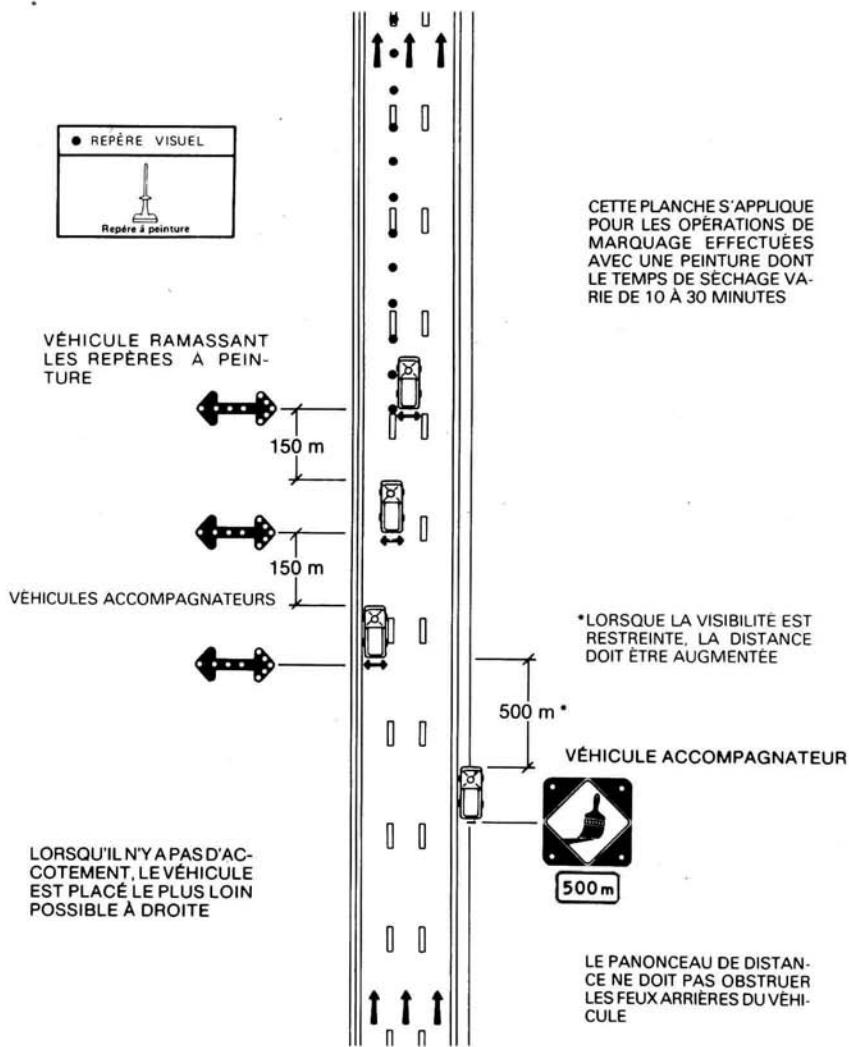 REPÈRE VISUEL
Repère à peinture
CETTE PLANCHE S'APPLIQUE
POUR LES OPÉRATIONS DE
MARQUAGE EFFECTUÉES
AVEC UNE PEINTURE DONT
LE TEMPS DE SÈCHAGE VA-
RIE DE 10 À 30 MINUTES
VÉHICULE RAMASSANT
LES REPÈRES À PEIN-
TURE
150 m
150 m
VÉHICULES ACCOMPAGNATEURS
*LORSQUE LA VISIBILITÉ EST
RESTREINTE, LA DISTANCE
DOIT ÊTRE AUGMENTÉE
500 m *
VÉHICULE ACCOMPAGNATEUR
500 m
LORSQU'IL N'Y A PAS D'AC-
COTEMENT, LE VÉHICULE
EST PLACÉ LE PLUS LOIN
POSSIBLE À DROITE
LE PANONCEAU DE DISTAN-
CE NE DOIT PAS OBSTRUER
LES FEUX ARRIÈRES DU VÉHI-
CULE